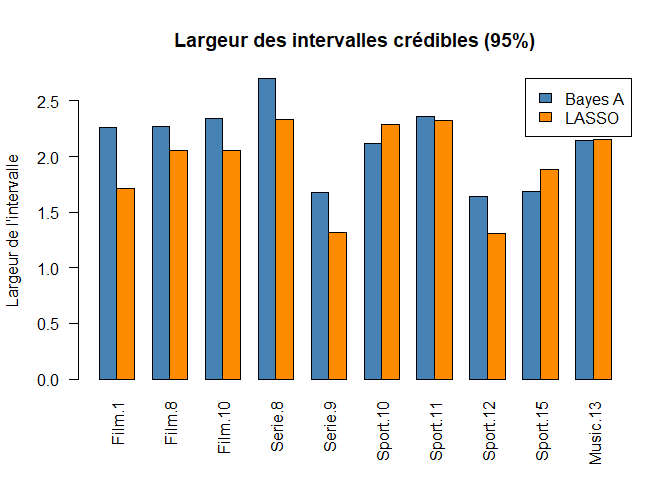 Largeur des intervalles crédibles (95%)
Bayes A
LASSO
Largeur de l'intervalle
2.5
2.0
1.5
1.0
0.5
0.0
Film.1
Film.8
Film.10
Serie.8
Serie.9
Sport.10
Sport.11
Sport.12
Sport.15
Music.13